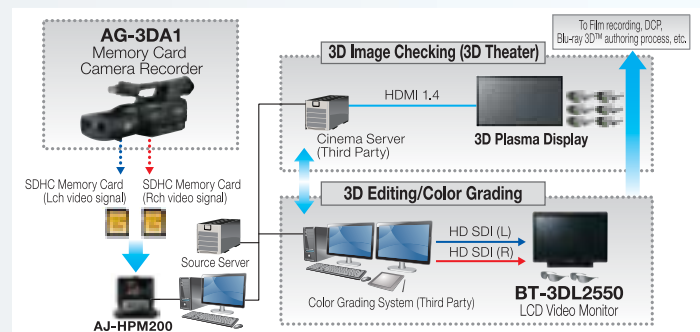 AG-3DA1
Memory Card
Camera Recorder
SDHC Memory Card
(Lch video signal)
SDHC Memory Card
(Rch video signal)
AJ-HPM200
Source Server
3D Image Checking (3D Theater)
Cinema Server
(Third Party)
HDMI 1.4
3D Plasma Display
To Film recording, DCP,
Blu-ray 3D™ authoring process, etc.
3D Editing/Color Grading
HD SDI (L)
HD SDI (R)
Color Grading System (Third Party)
BT-3DL2550
LCD Video Monitor